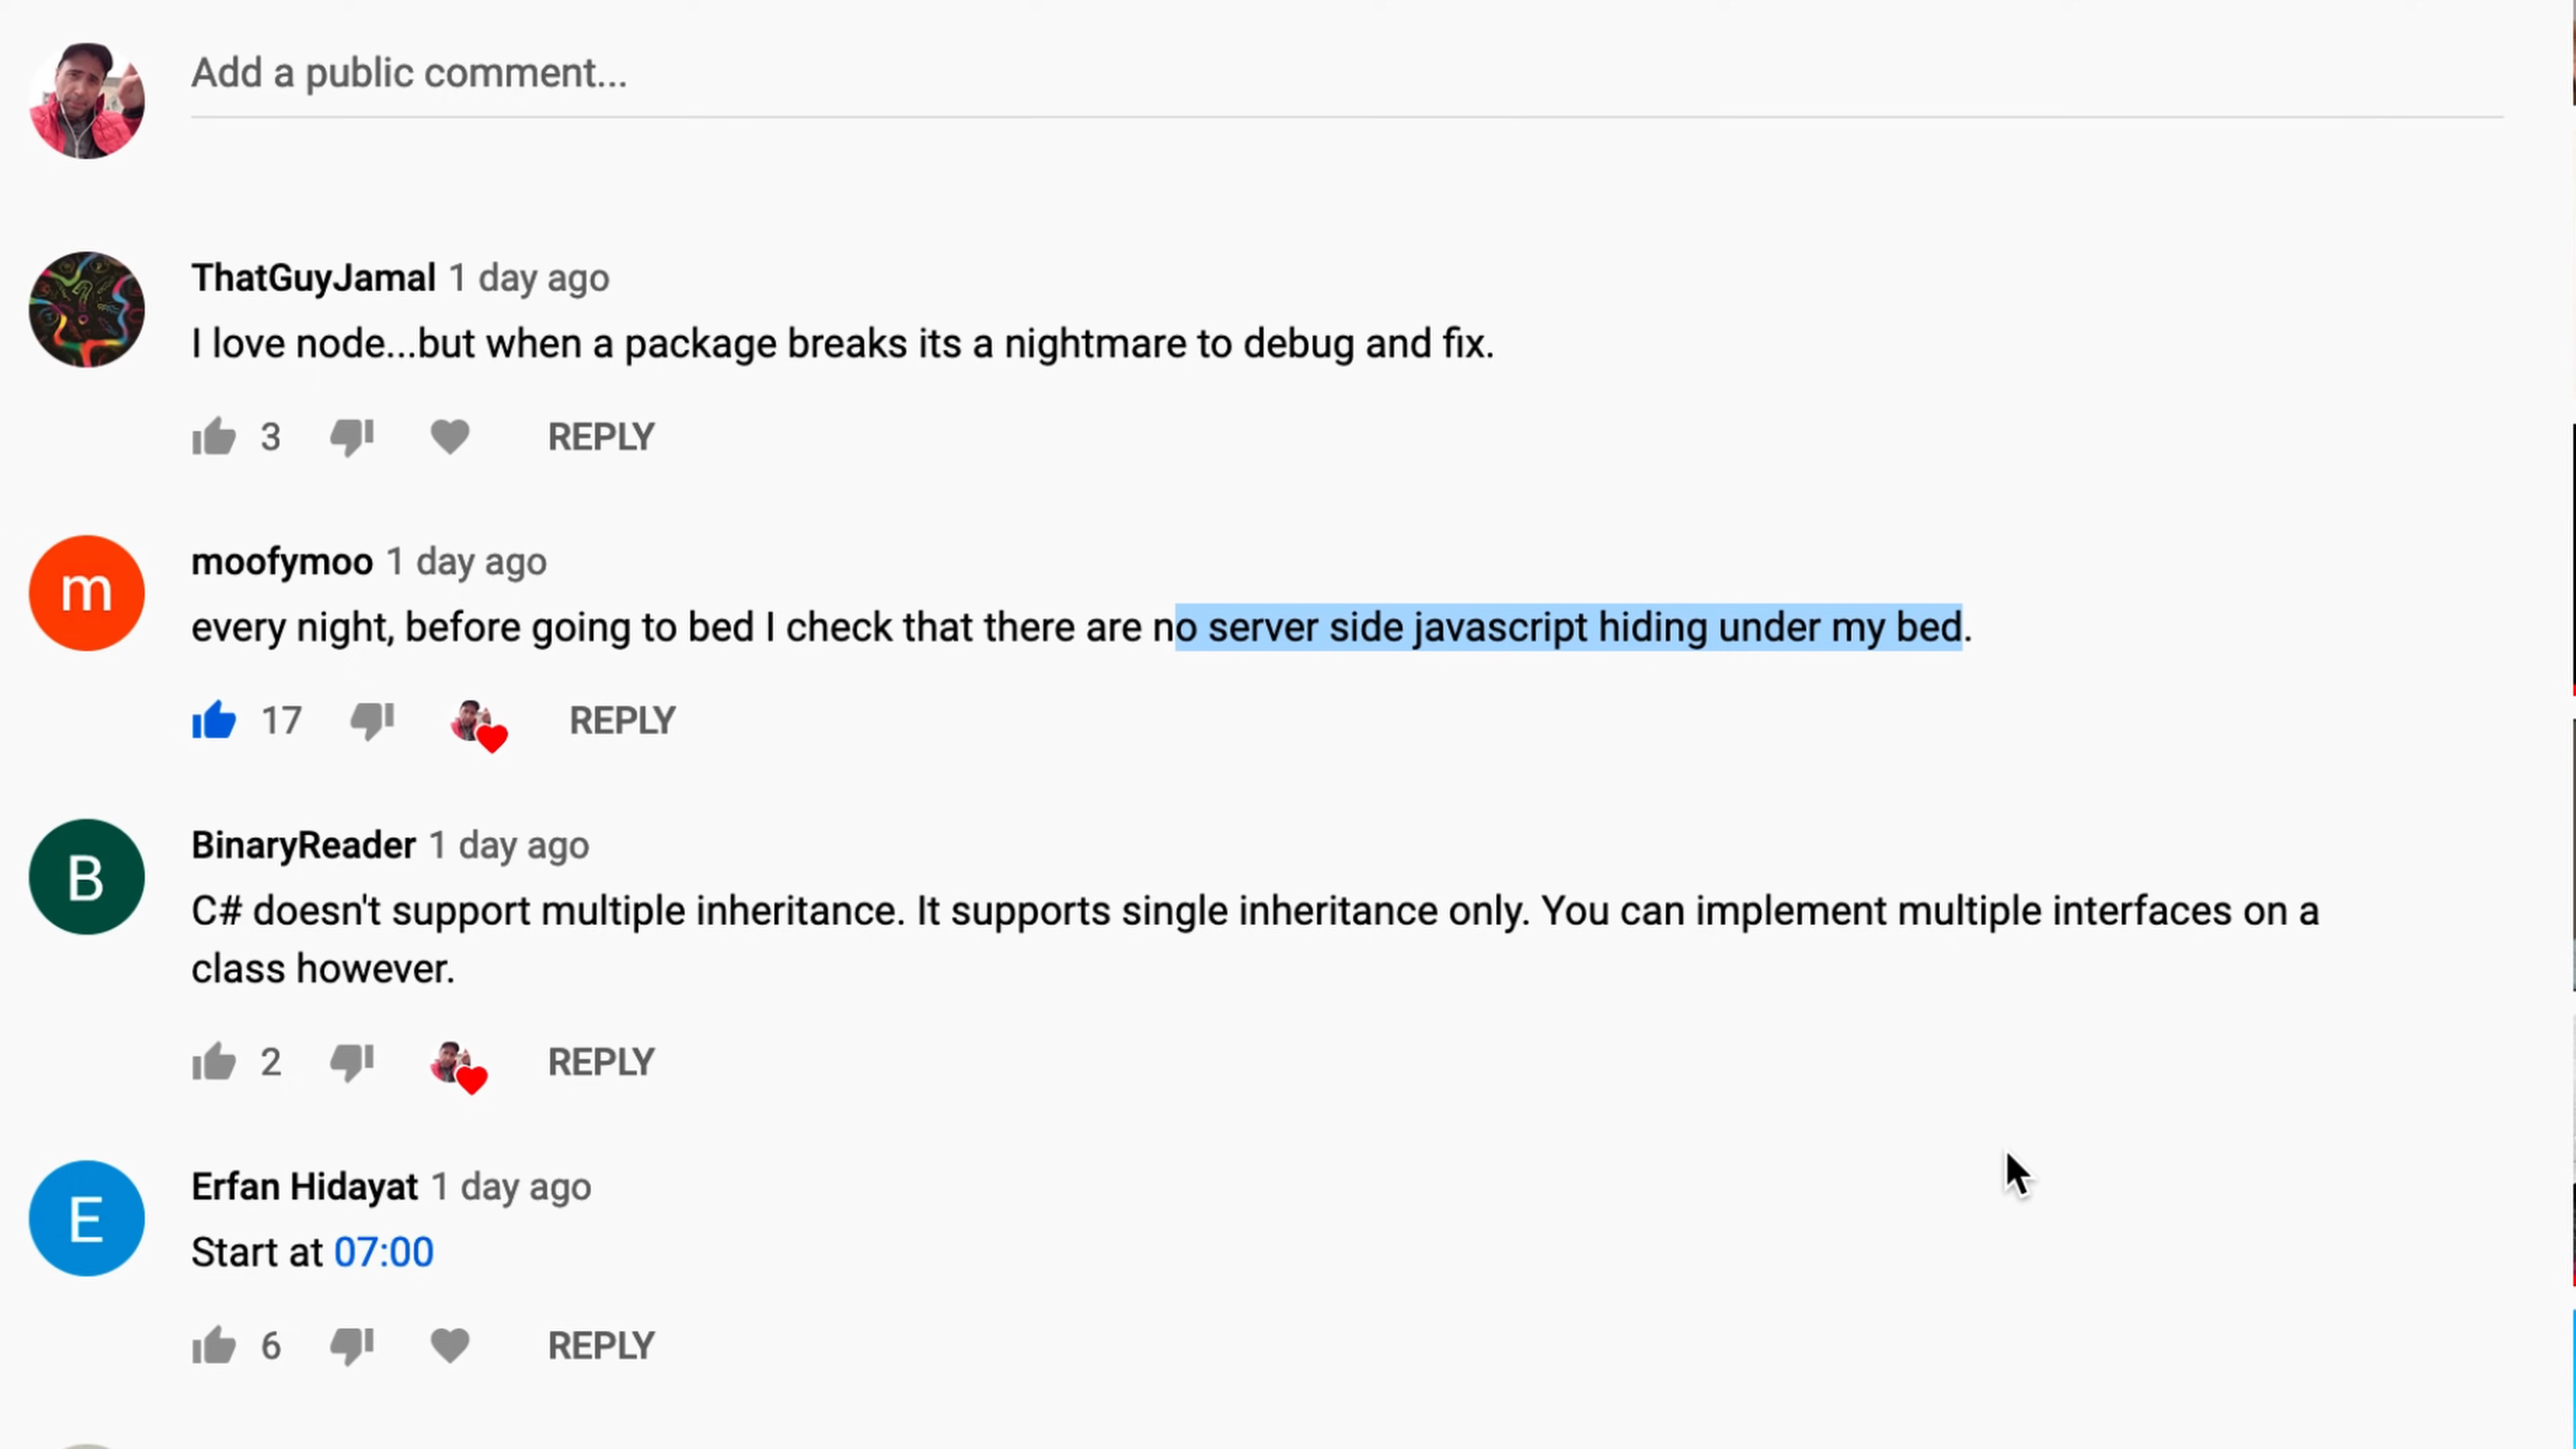 Add a public comment...
ThatGuyJamal 1 day ago
I love node...but when a package breaks its a nightmare to debug and fix.
3 REPLY
m
moofymoo 1 day ago
every night, before going to bed I check that there are no server side javascript hiding under my bed.
17 REPLY
B
BinaryReader 1 day ago
C# doesn't support multiple inheritance. It supports single inheritance only. You can implement multiple interfaces on a
class however.
2 REPLY
E
Erfan Hidayat 1 day ago
Start at 07:00
6 REPLY